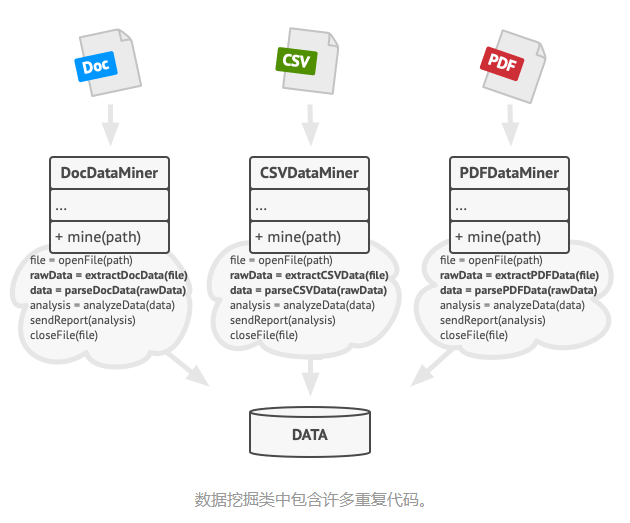 Doc
CSV
PDF
DocDataMiner
...
+ mine(path)
file = openFile(path)
rawData = extractDocData(file)
data = parseDocData(rawData)
analysis = analyzeData(data)
sendReport(analysis)
closeFile(file)
CSVDataMiner
...
+ mine(path)
file = openFile(path)
rawData = extractCSVData(file)
data = parseCSVData(rawData)
analysis = analyzeData(data)
sendReport(analysis)
closeFile(file)
PDFDataMiner
...
+ mine(path)
file = openFile(path)
rawData = extractPDFData(file)
data = parsePDFData(rawData)
analysis = analyzeData(data)
sendReport(analysis)
closeFile(file)
DATA
数据挖掘类中包含许多重复代码。